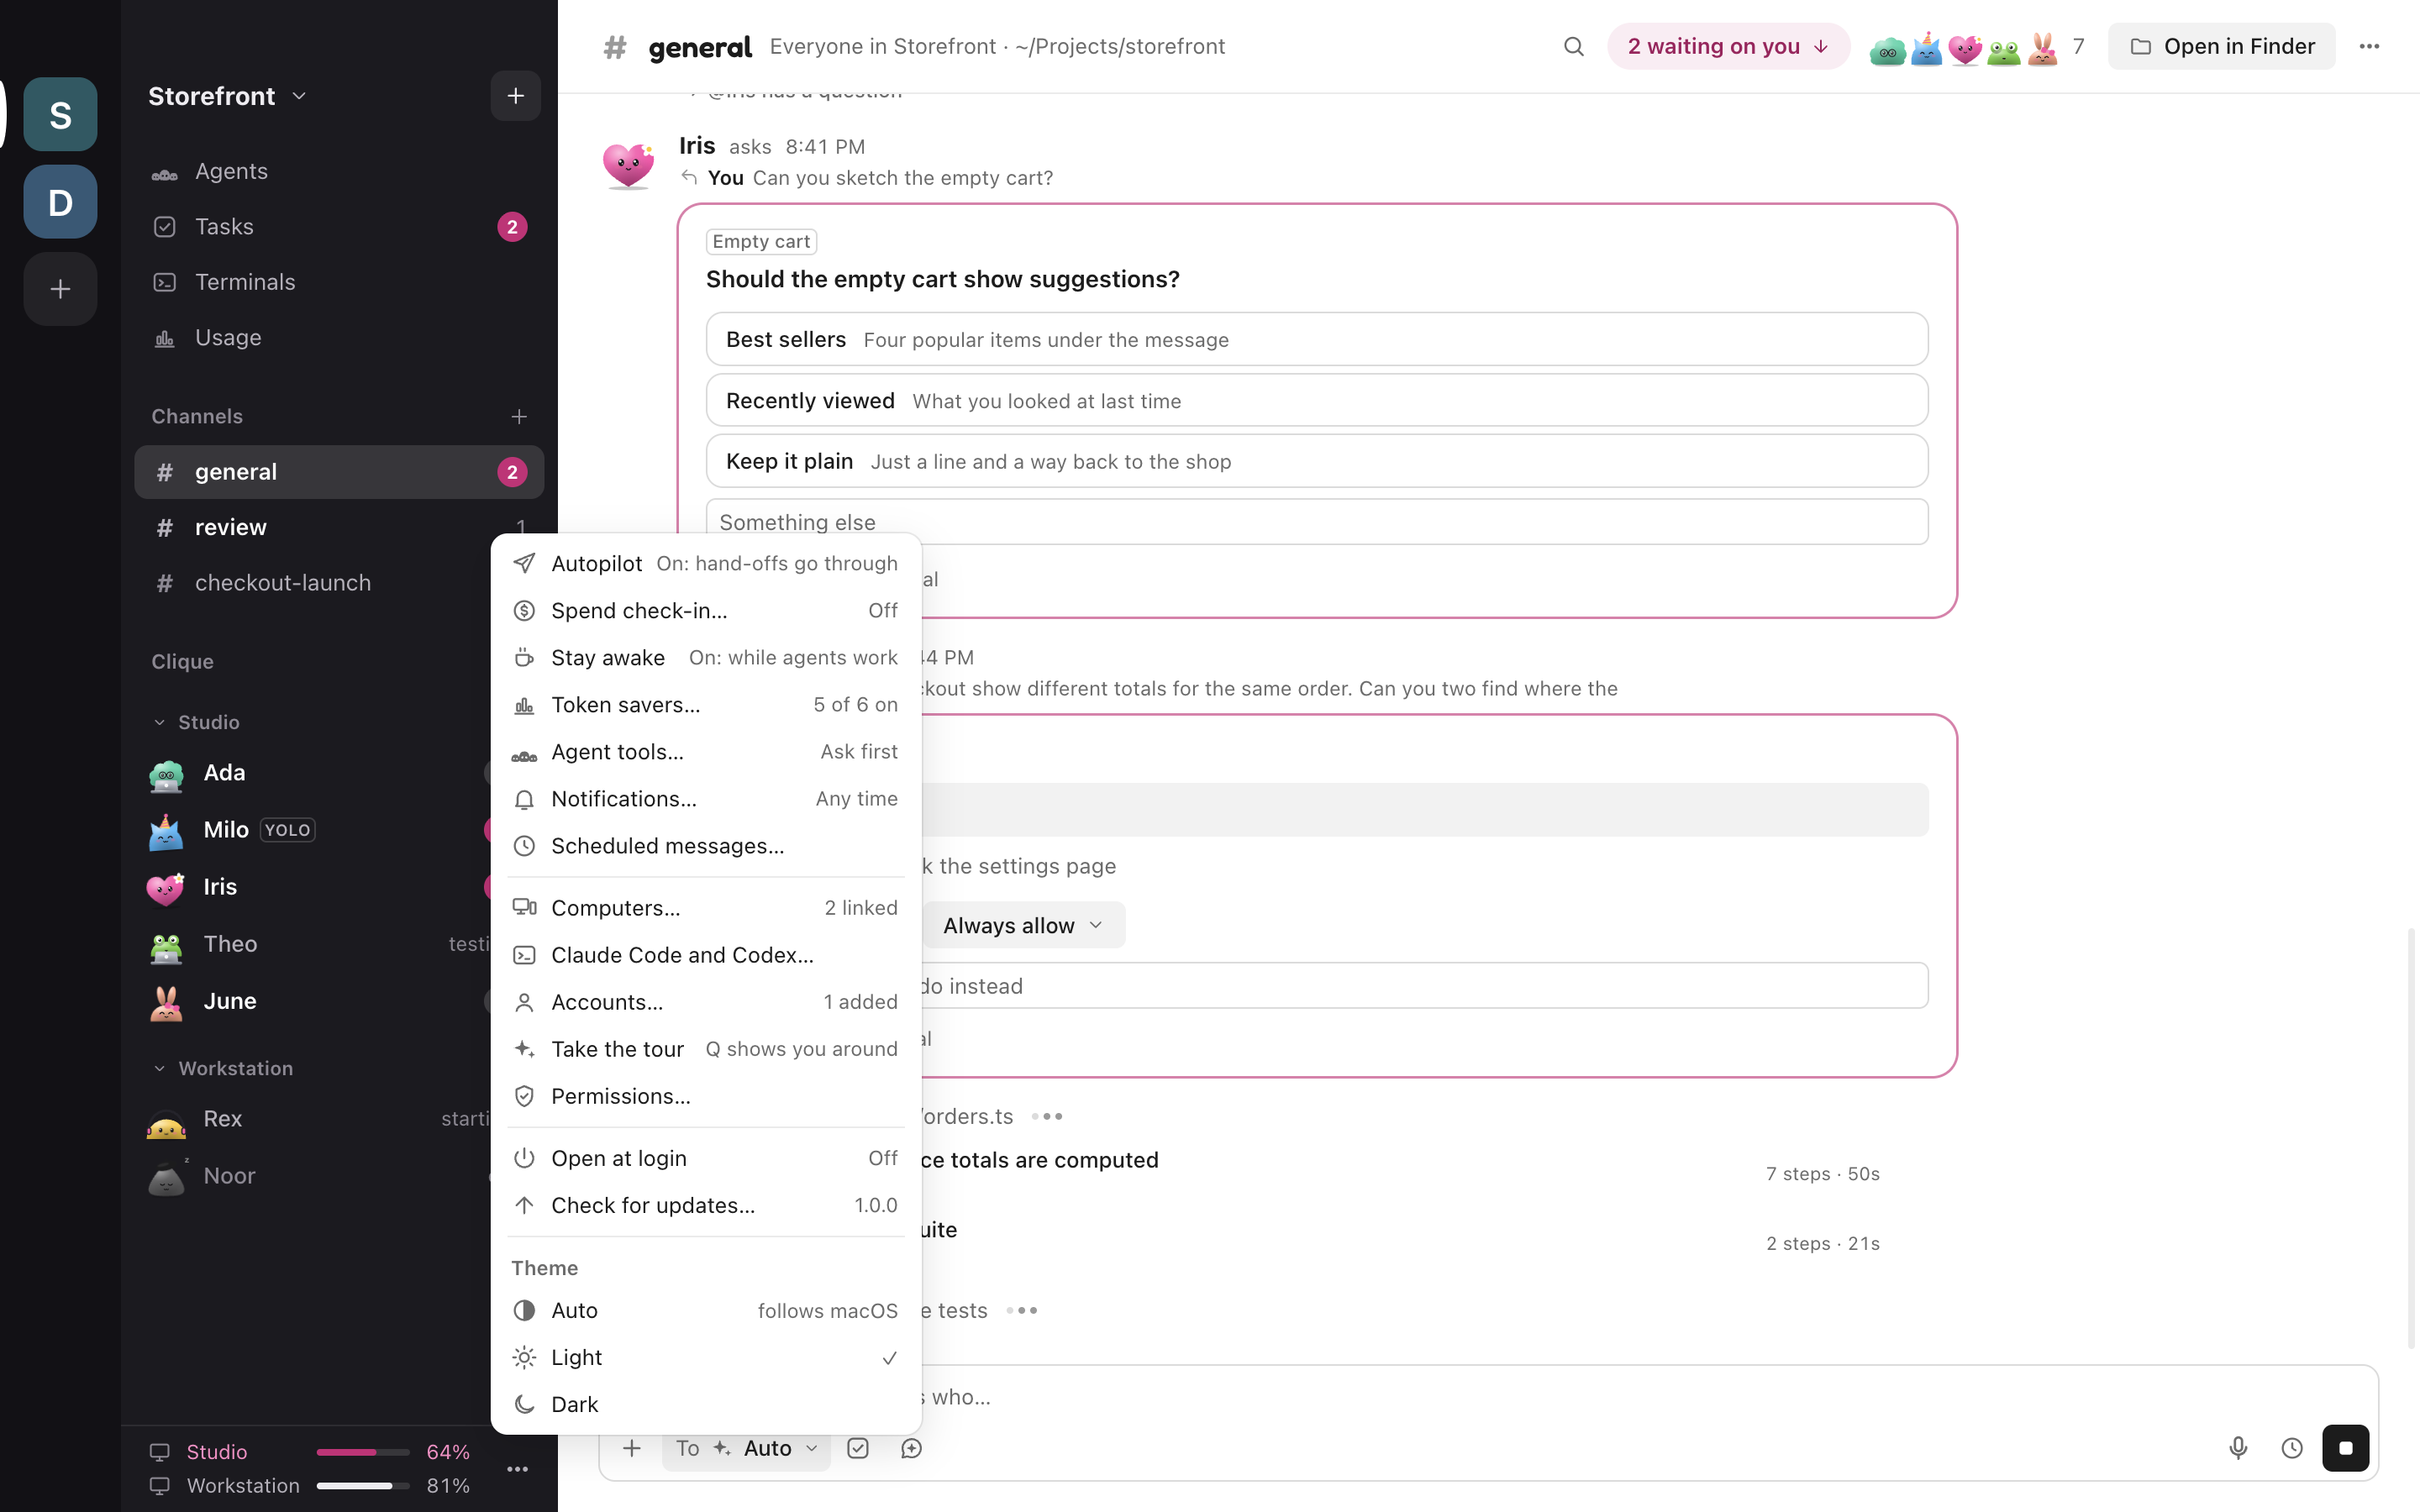 S
D
Storefront
Agents
Tasks 2
Terminals
Usage
Channels
# general 2
# review 1
# checkout-launch
Clique
Studio
Ada
Milo YOLO
Iris
Theo
June
Workstation
Rex
Noor
Studio 64%
Workstation 81%
# general Everyone in Storefront · ~/Projects/storefront
2 waiting on you ↓
7
Open in Finder
Iris asks 8:41 PM
You Can you sketch the empty cart?
Empty cart
Should the empty cart show suggestions?
Best sellers Four popular items under the message
Recently viewed What you looked at last time
Keep it plain Just a line and a way back to the shop
Something else
PM
show different totals for the same order. Can you two find where the
the settings page
Always allow
do instead
orders.ts
totals are computed
7 steps · 50s
2 steps · 21s
tests
who...
To Auto
Autopilot On: hand-offs go through
Spend check-in... Off
Stay awake On: while agents work
Token savers... 5 of 6 on
Agent tools... Ask first
Notifications... Any time
Scheduled messages...
Computers... 2 linked
Claude Code and Codex...
Accounts... 1 added
Take the tour Q shows you around
Permissions...
Open at login Off
Check for updates... 1.0.0
Theme
Auto follows macOS
Light ✓
Dark